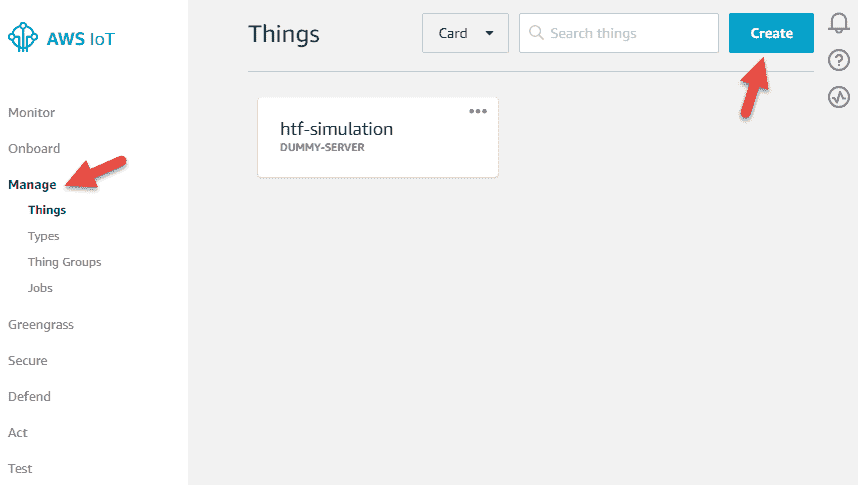 AWS IoT
Monitor
Onboard
Manage
Things
Types
Thing Groups
Jobs
Greengrass
Secure
Defend
Act
Test
Things
Card
Search things
Create
htf-simulation
DUMMY-SERVER